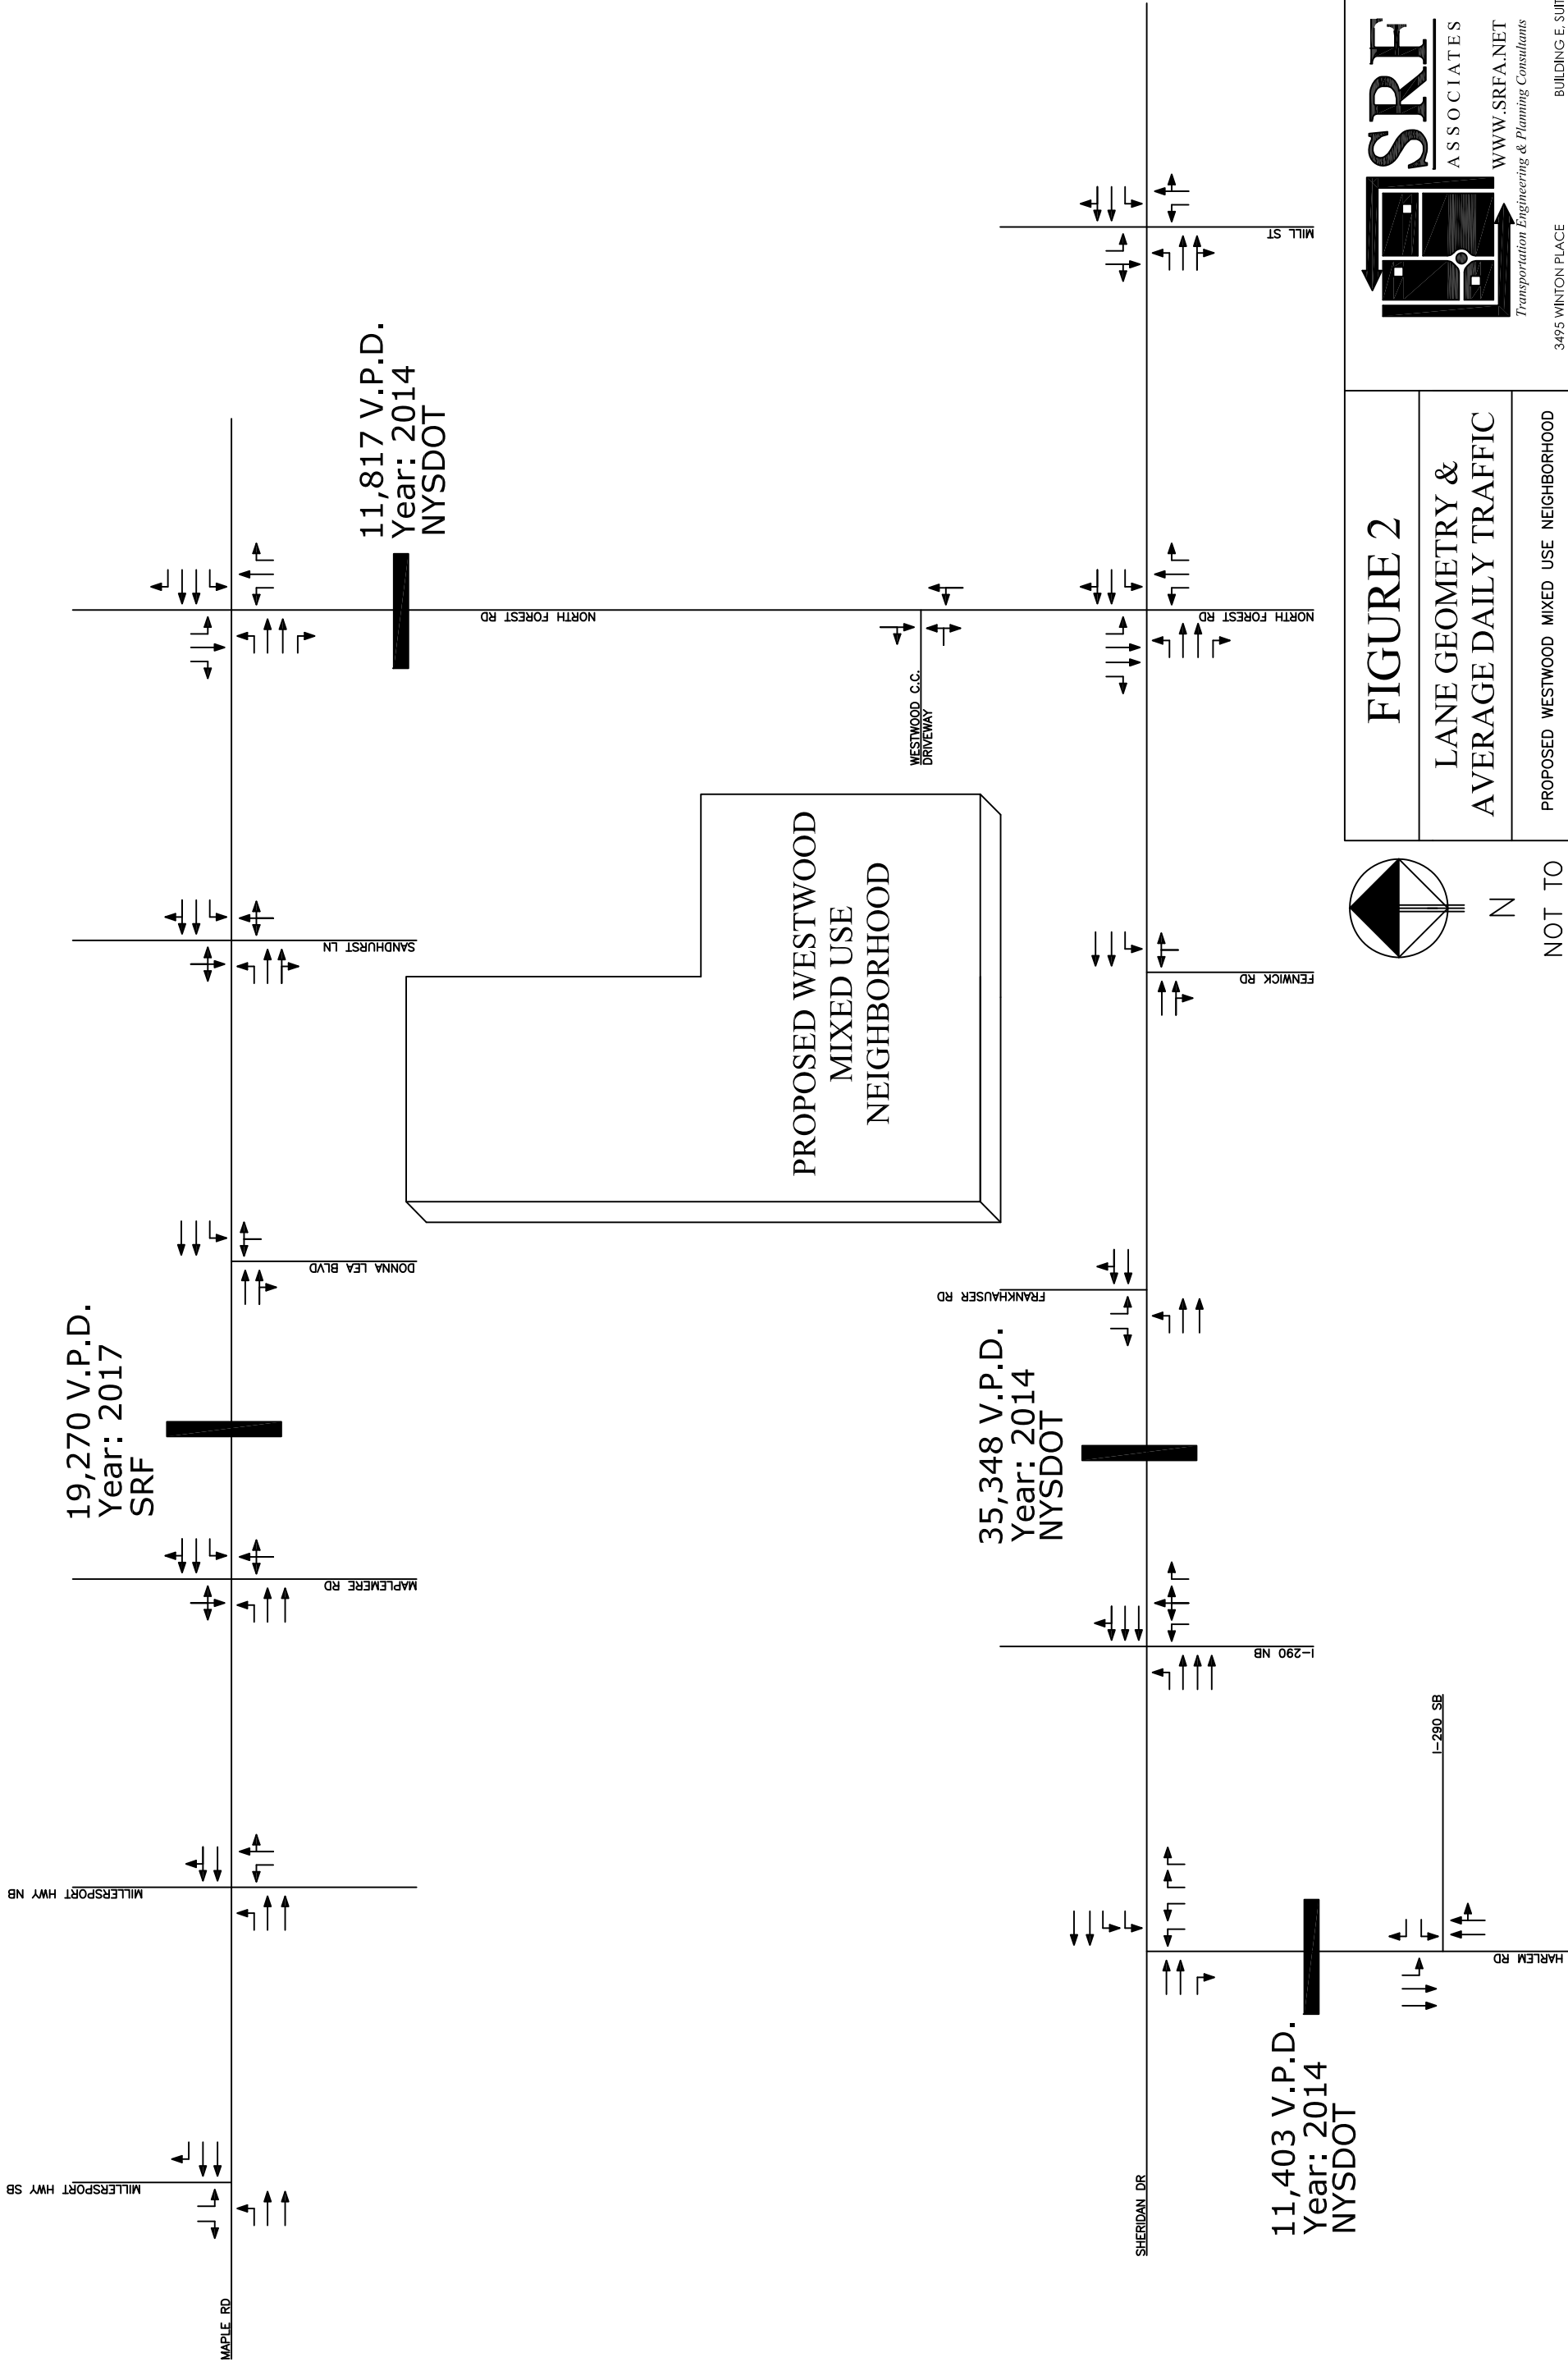 19,270 V.P.D.
Year: 2017
SRF
11,817 V.P.D.
Year: 2014
NYSDOT
35,348 V.P.D.
Year: 2014
NYSDOT
11,403 V.P.D.
Year: 2014
NYSDOT
MAPLE RD
MILLERSPORT HWY SB
MILLERSPORT HWY NB
MAPLEMERE RD
DONNA LEA BLVD
SANDHURST LN
NORTH FOREST RD
WESTWOOD C.C.
DRIVEWAY
PROPOSED WESTWOOD
MIXED USE
NEIGHBORHOOD
SHERIDAN DR
HARLEM RD
I-290 SB
I-290 NB
FRANKHAUSER RD
FENWICK RD
NORTH FOREST RD
MILL ST
N
NOT TO
FIGURE 2
LANE GEOMETRY &
AVERAGE DAILY TRAFFIC
PROPOSED WESTWOOD MIXED USE NEIGHBORHOOD
SRF
ASSOCIATES
WWW.SRFA.NET
Transportation Engineering & Planning Consultants
3495 WINTON PLACE
BUILDING E, SUIT